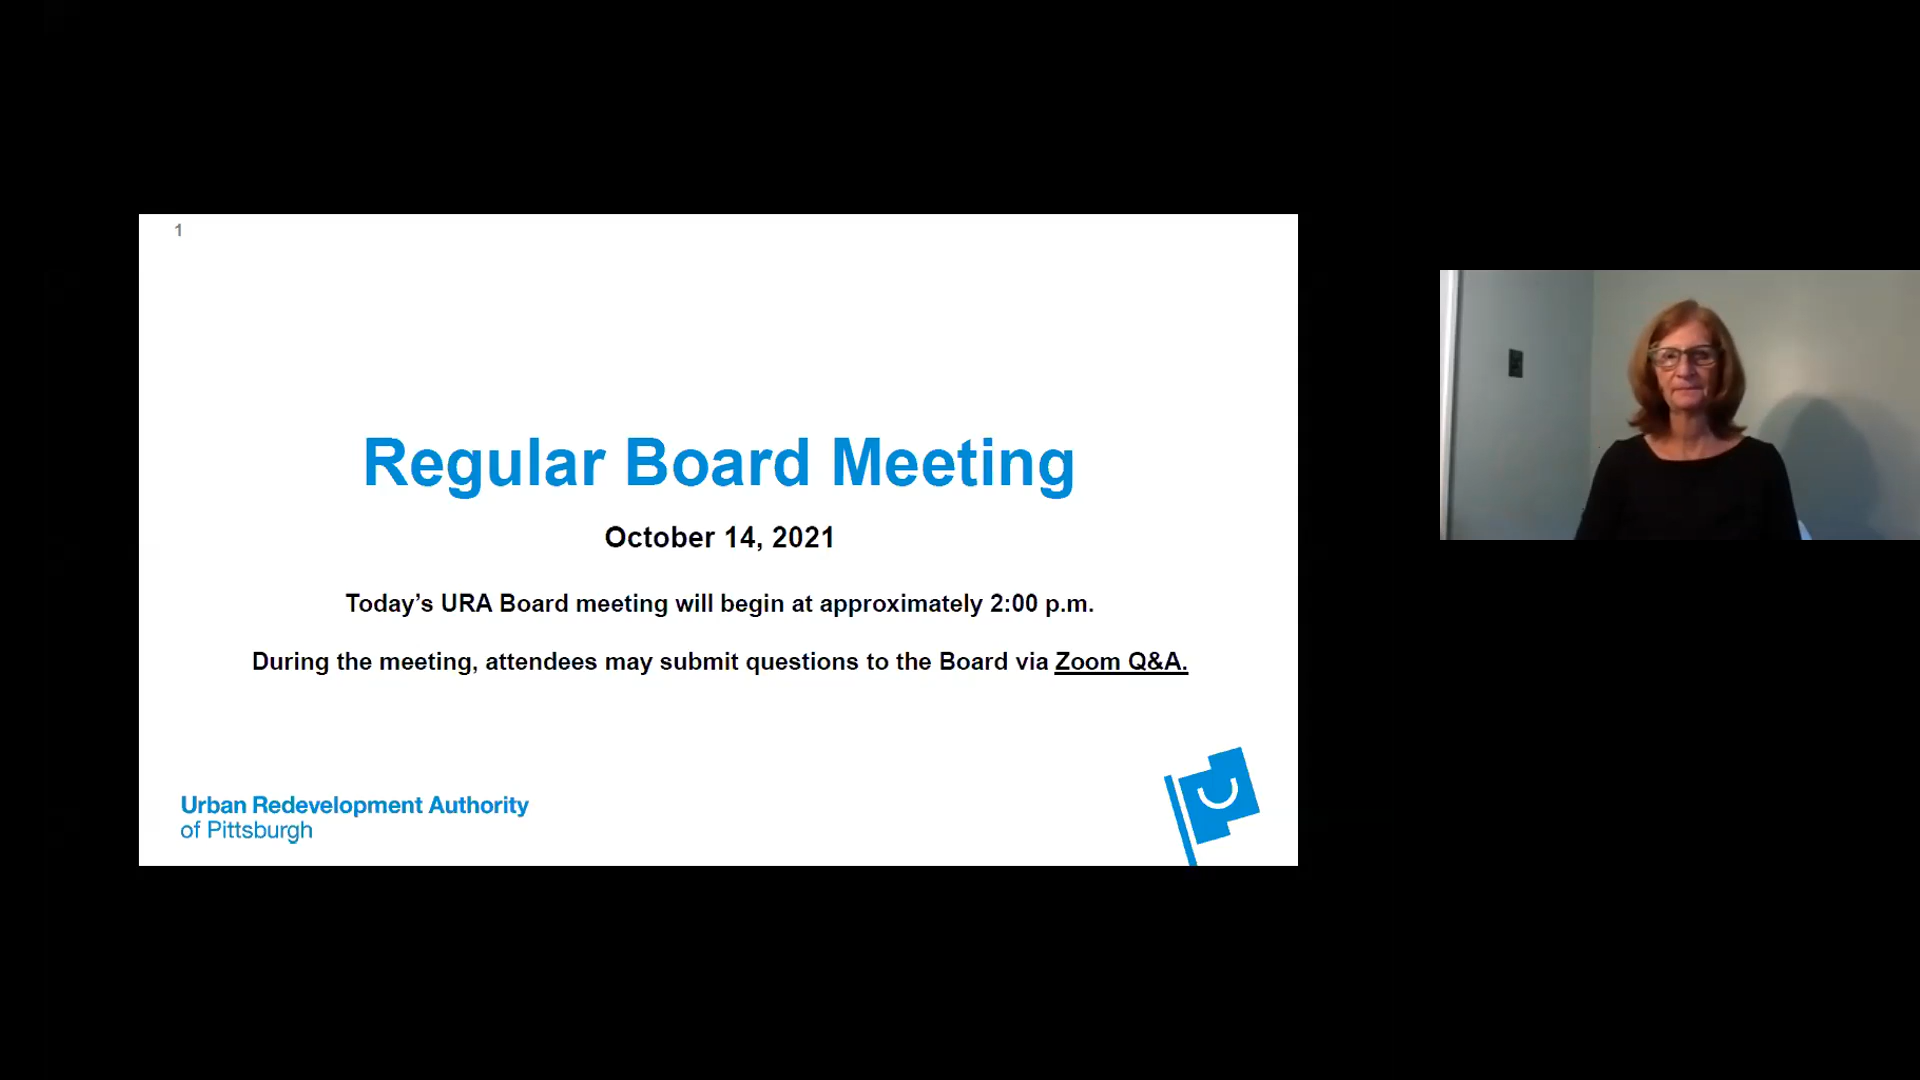 1
Regular Board Meeting
October 14, 2021
Today’s URA Board meeting will begin at approximately 2:00 p.m.
During the meeting, attendees may submit questions to the Board via Zoom Q&A.
Urban Redevelopment Authority
of Pittsburgh